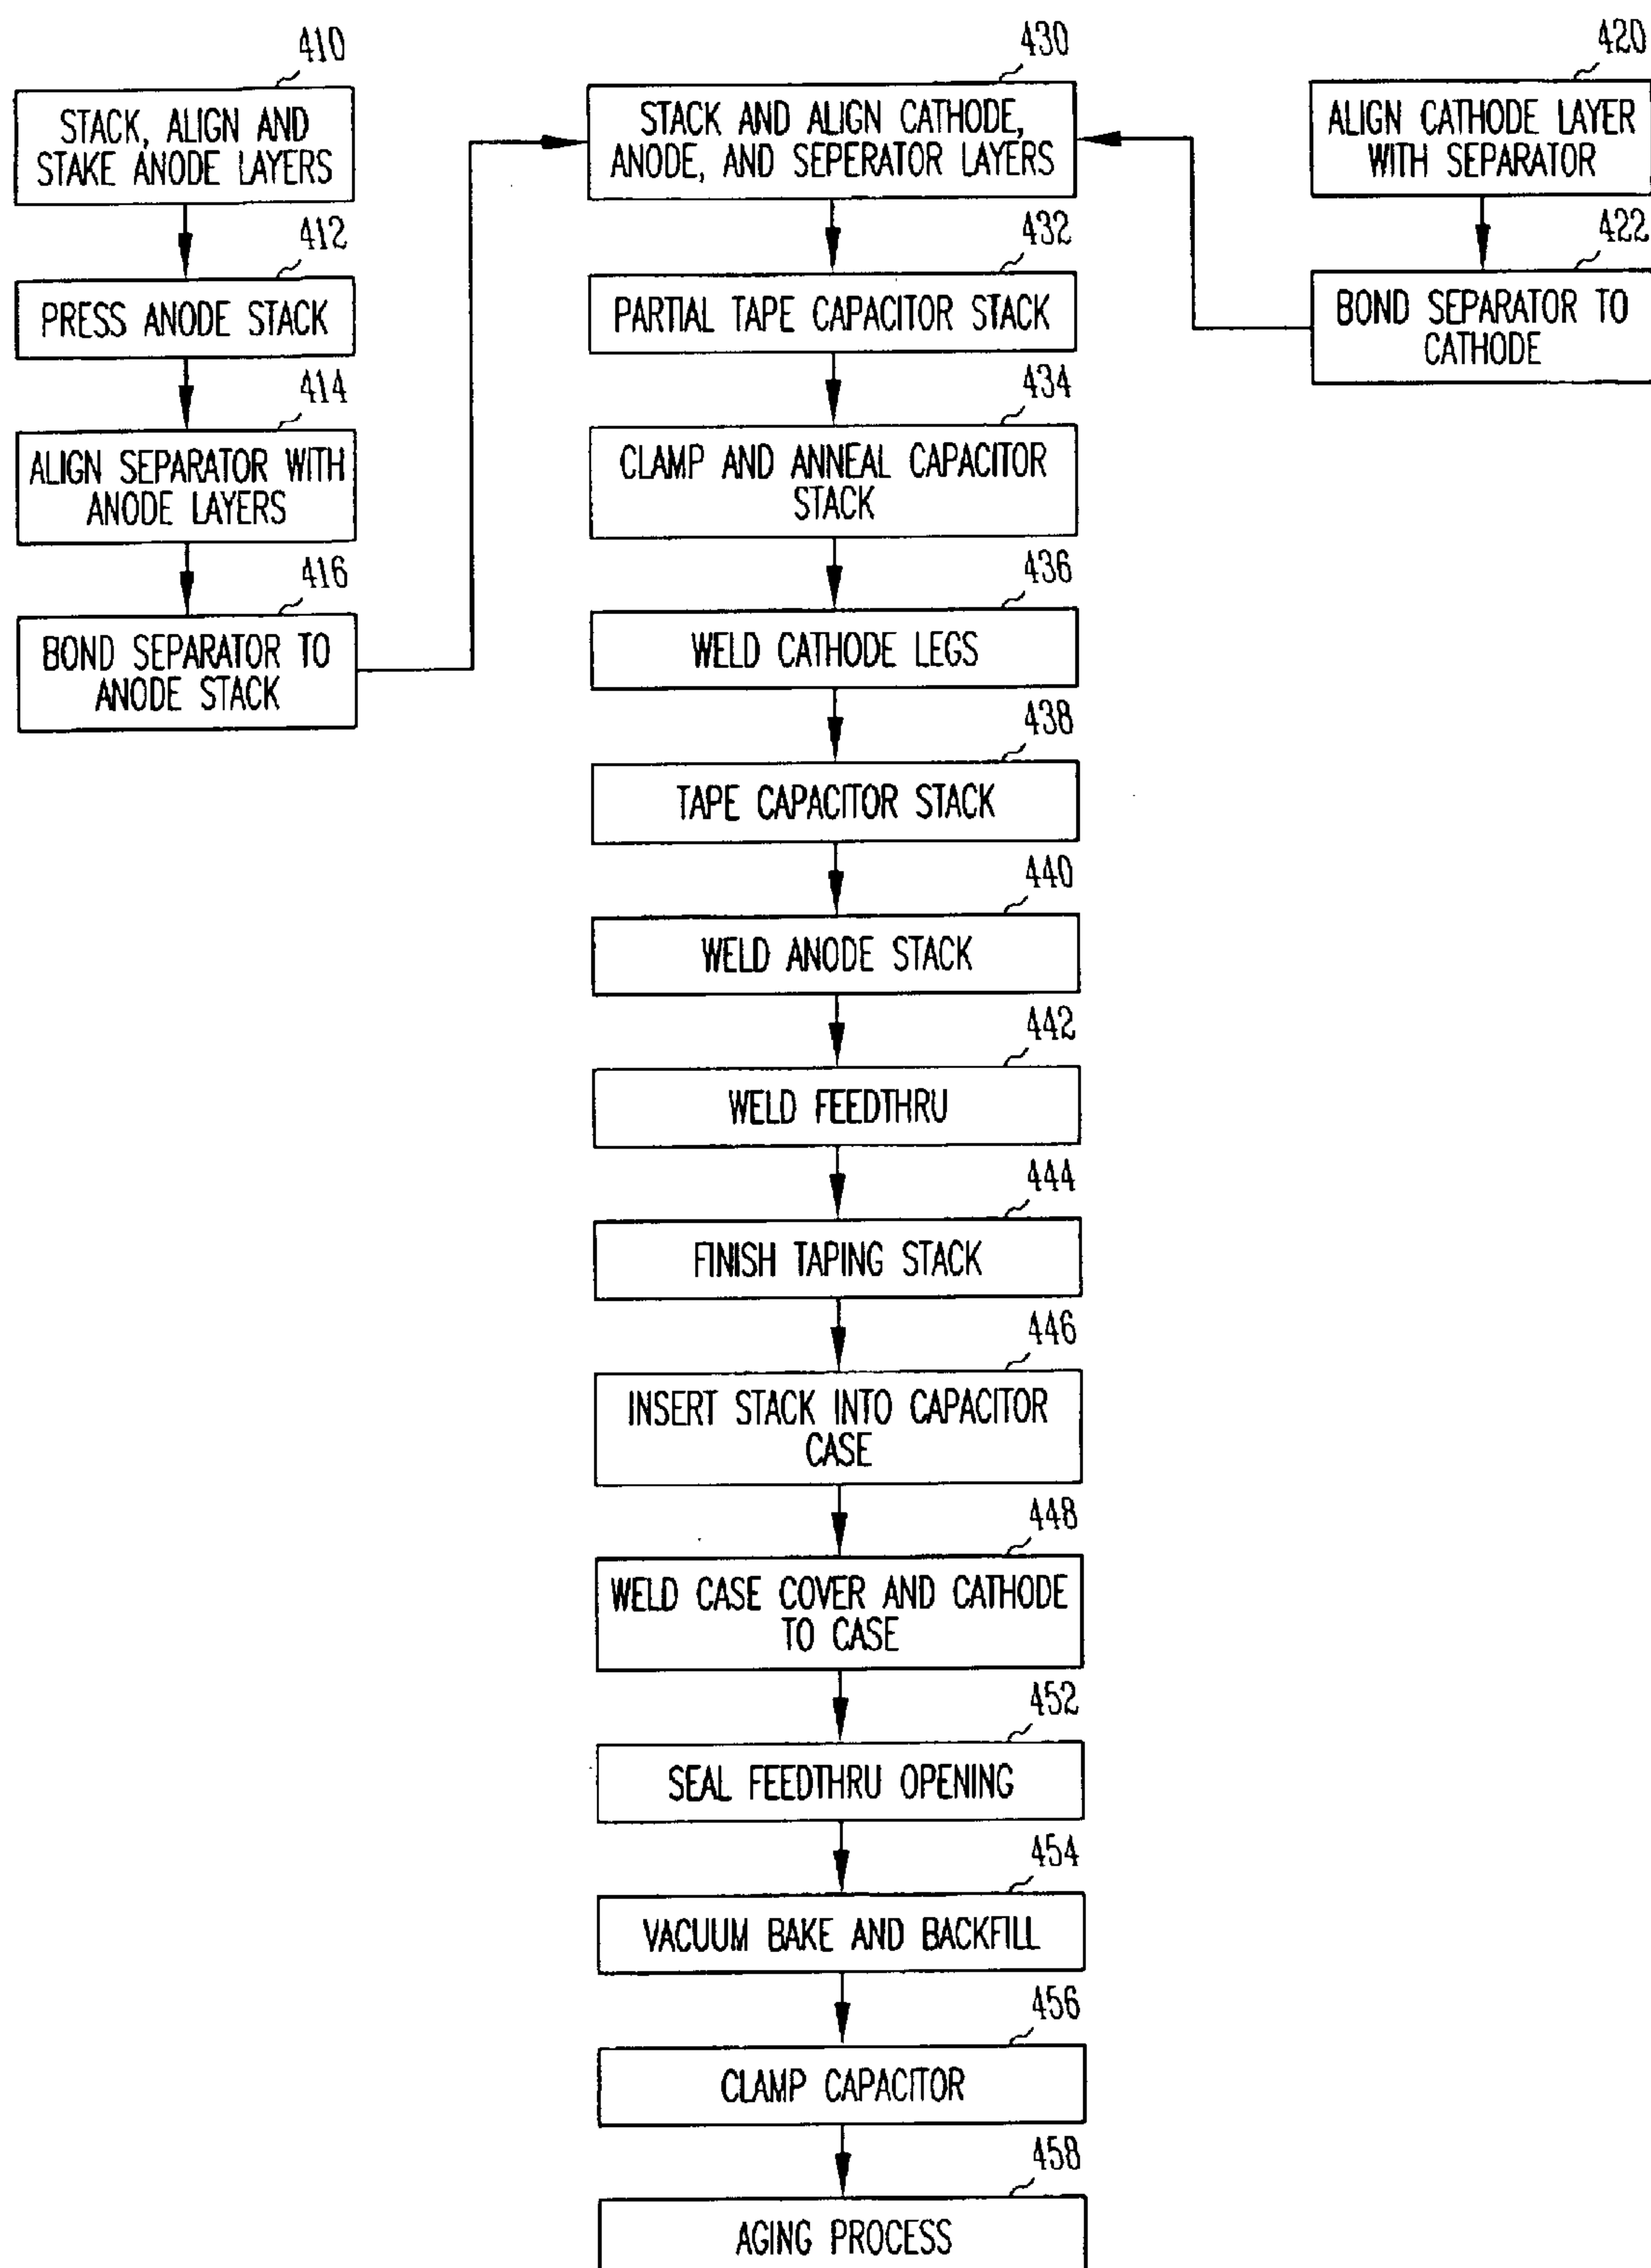 410
STACK, ALIGN AND
STAKE ANODE LAYERS
412
PRESS ANODE STACK
414
ALIGN SEPARATOR WITH
ANODE LAYERS
416
BOND SEPARATOR TO
ANODE STACK
420
ALIGN CATHODE LAYER
WITH SEPARATOR
422
BOND SEPARATOR TO
CATHODE
430
STACK AND ALIGN CATHODE,
ANODE, AND SEPERATOR LAYERS
432
PARTIAL TAPE CAPACITOR STACK
434
CLAMP AND ANNEAL CAPACITOR
STACK
436
WELD CATHODE LEGS
438
TAPE CAPACITOR STACK
440
WELD ANODE STACK
442
WELD FEEDTHRU
444
FINISH TAPING STACK
446
INSERT STACK INTO CAPACITOR
CASE
448
WELD CASE COVER AND CATHODE
TO CASE
452
SEAL FEEDTHRU OPENING
454
VACUUM BAKE AND BACKFILL
456
CLAMP CAPACITOR
458
AGING PROCESS